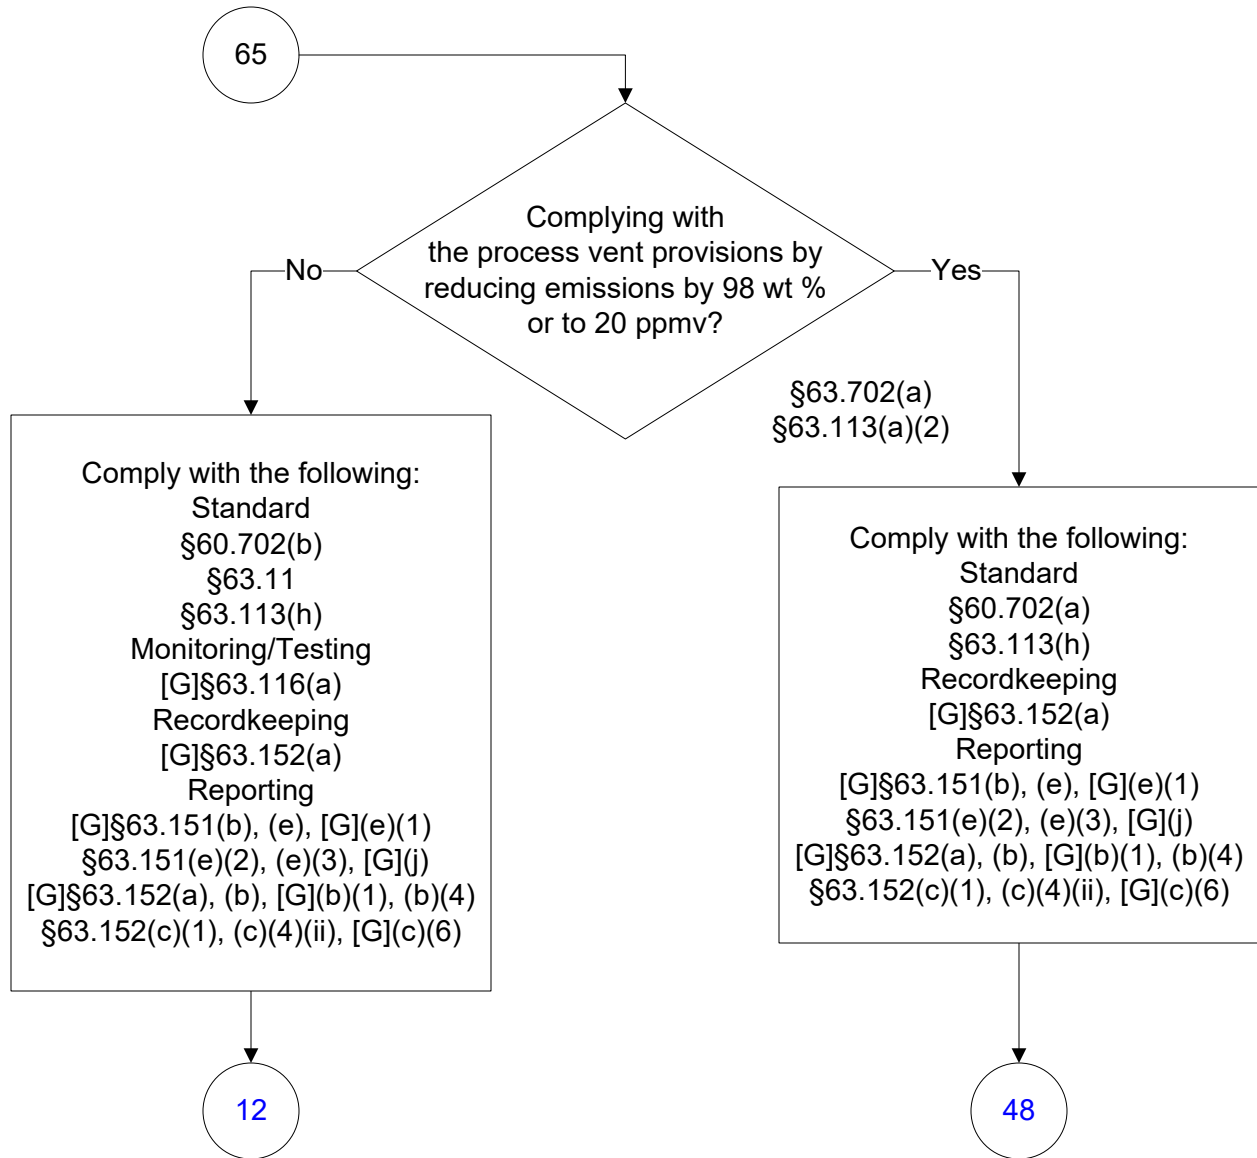 65
Complying with
the process vent provisions by
reducing emissions by 98 wt %
or to 20 ppmv?
No
Yes
§63.702(a)
§63.113(a)(2)
Comply with the following:
Standard
§60.702(b)
§63.11
§63.113(h)
Monitoring/Testing
[G]§63.116(a)
Recordkeeping
[G]§63.152(a)
Reporting
[G]§63.151(b), (e), [G](e)(1)
§63.151(e)(2), (e)(3), [G](j)
[G]§63.152(a), (b), [G](b)(1), (b)(4)
§63.152(c)(1), (c)(4)(ii), [G](c)(6)
Comply with the following:
Standard
§60.702(a)
§63.113(h)
Recordkeeping
[G]§63.152(a)
Reporting
[G]§63.151(b), (e), [G](e)(1)
§63.151(e)(2), (e)(3), [G](j)
[G]§63.152(a), (b), [G](b)(1), (b)(4)
§63.152(c)(1), (c)(4)(ii), [G](c)(6)
12
48